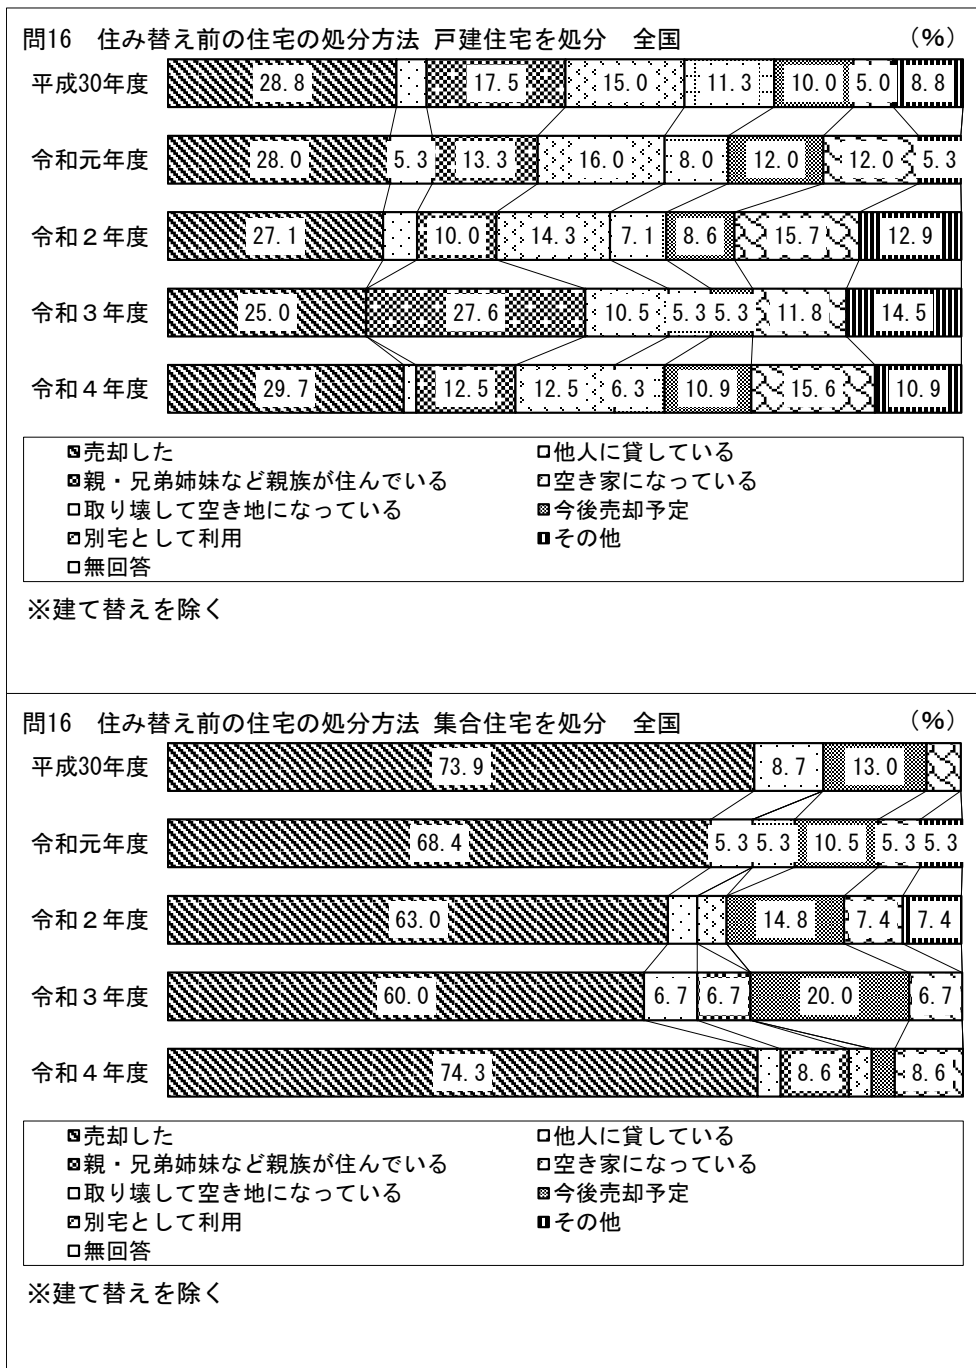 問16　住み替え前の住宅の処分方法 戸建住宅を処分　全国　(%)
平成30年度 28.8 17.5 15.0 11.3 10.0 5.0 8.8
令和元年度 28.0 5.3 13.3 16.0 8.0 12.0 12.0 5.3
令和２年度 27.1 10.0 14.3 7.1 8.6 15.7 12.9
令和３年度 25.0 27.6 10.5 5.3 5.3 11.8 14.5
令和４年度 29.7 12.5 12.5 6.3 10.9 15.6 10.9
売却した 他人に貸している
親・兄弟姉妹など親族が住んでいる 空き家になっている
取り壊して空き地になっている 今後売却予定
別宅として利用 その他
無回答
※建て替えを除く
問16　住み替え前の住宅の処分方法 集合住宅を処分　全国　(%)
平成30年度 73.9 8.7 13.0
令和元年度 68.4 5.3 5.3 10.5 5.3 5.3
令和２年度 63.0 14.8 7.4 7.4
令和３年度 60.0 6.7 6.7 20.0 6.7
令和４年度 74.3 8.6 8.6
売却した 他人に貸している
親・兄弟姉妹など親族が住んでいる 空き家になっている
取り壊して空き地になっている 今後売却予定
別宅として利用 その他
無回答
※建て替えを除く